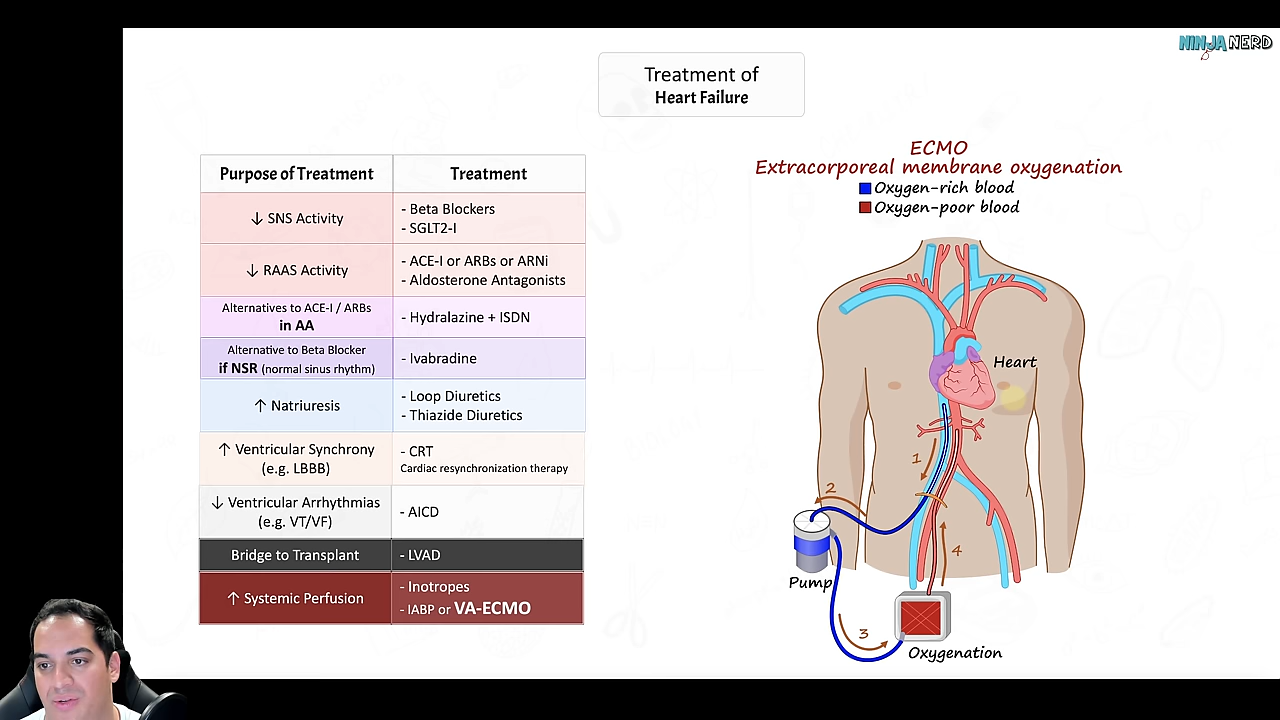 NINJA NERD
Treatment of
Heart Failure
Purpose of Treatment
Treatment
↓ SNS Activity
- Beta Blockers
- SGLT2-I
↓ RAAS Activity
- ACE-I or ARBs or ARNi
- Aldosterone Antagonists
Alternatives to ACE-I / ARBs
in AA
- Hydralazine + ISDN
Alternative to Beta Blocker
if NSR (normal sinus rhythm)
- Ivabradine
↑ Natriuresis
- Loop Diuretics
- Thiazide Diuretics
↑ Ventricular Synchrony
(e.g. LBBB)
- CRT
Cardiac resynchronization therapy
↓ Ventricular Arrhythmias
(e.g. VT/VF)
- AICD
Bridge to Transplant
- LVAD
↑ Systemic Perfusion
- Inotropes
- IABP or VA-ECMO
ECMO
Extracorporeal membrane oxygenation
Oxygen-rich blood
Oxygen-poor blood
Heart
1
2
4
Pump
3
Oxygenation